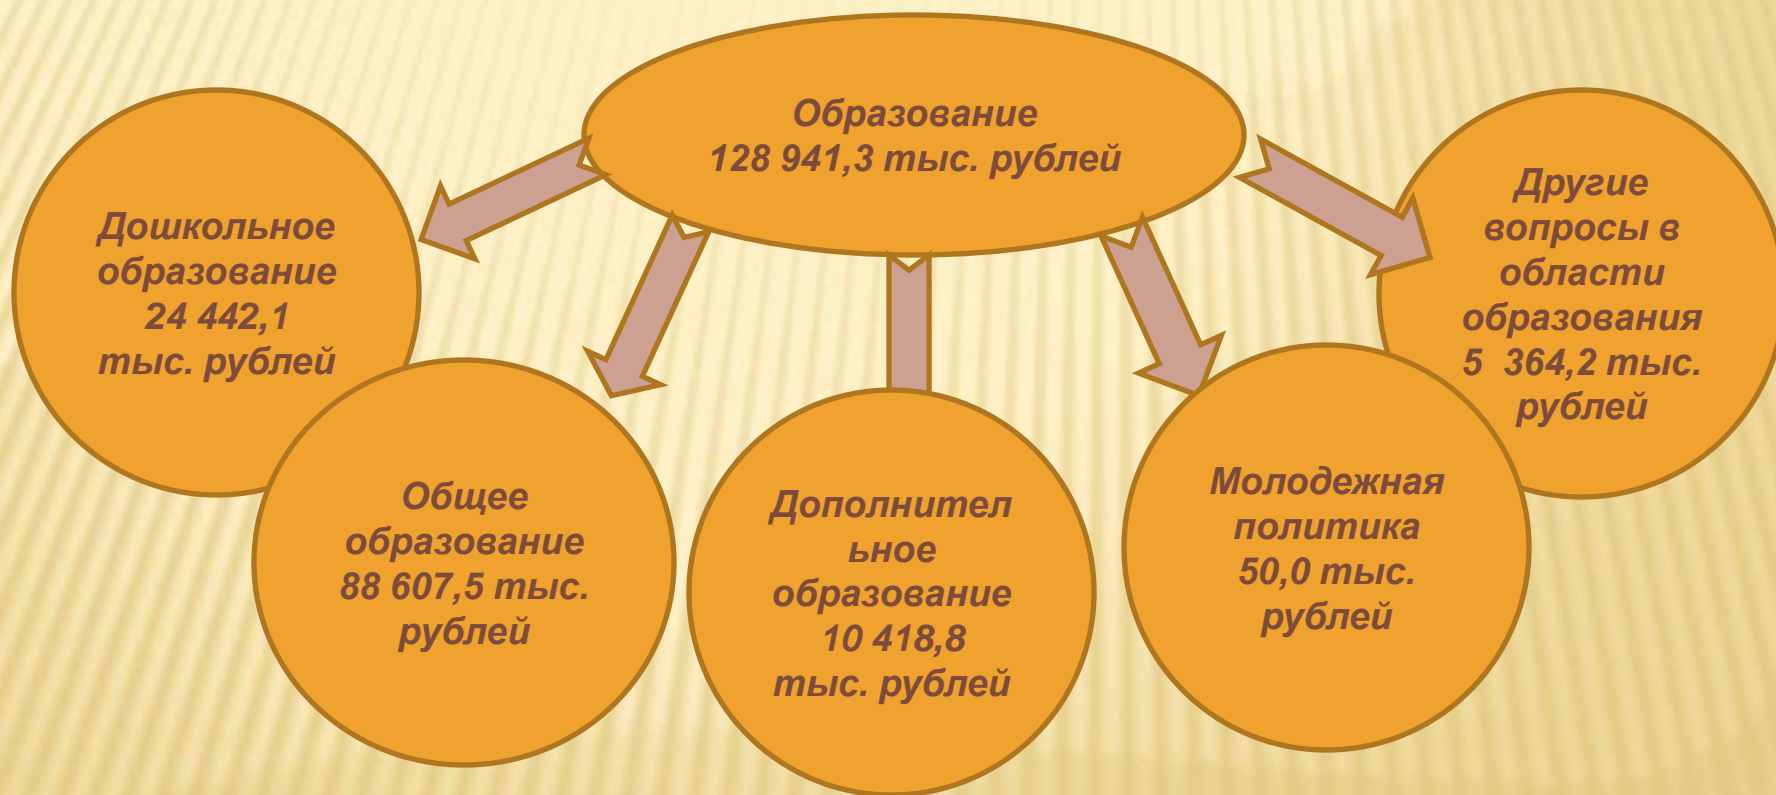 Образование
128 941,3 тыс. рублей
Дошкольное
образование
24 442,1
тыс. рублей
Общее
образование
88 607,5 тыс.
рублей
Дополнител
ьное
образование
10 418,8
тыс. рублей
Молодежная
политика
50,0 тыс.
рублей
Другие
вопросы в
области
образования
5  364,2 тыс.
рублей